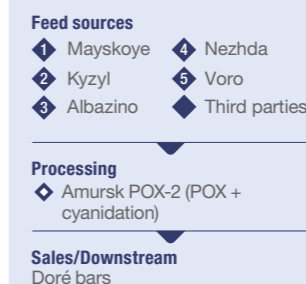 Feed sources
1 Mayskoye 4 Nezhda
2 Kyzyl 5 Voro
3 Albazino Third parties
Processing
Amursk POX-2 (POX +
cyanidation)
Sales/Downstream
Doré bars